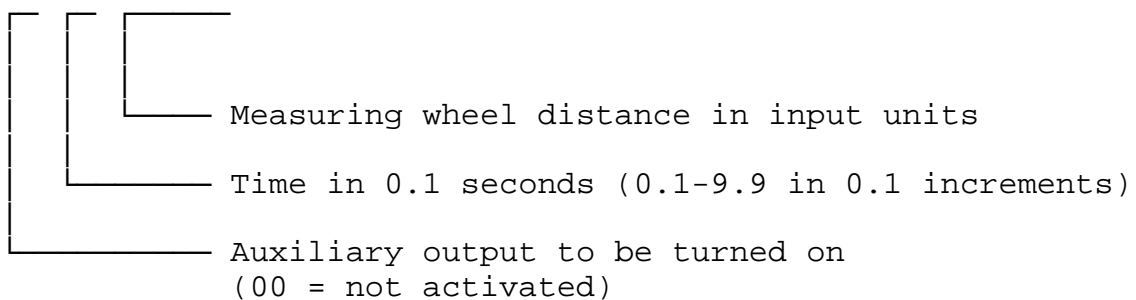 Measuring wheel distance in input units
Time in 0.1 seconds (0.1-9.9 in 0.1 increments)
Auxiliary output to be turned on
(00 = not activated)